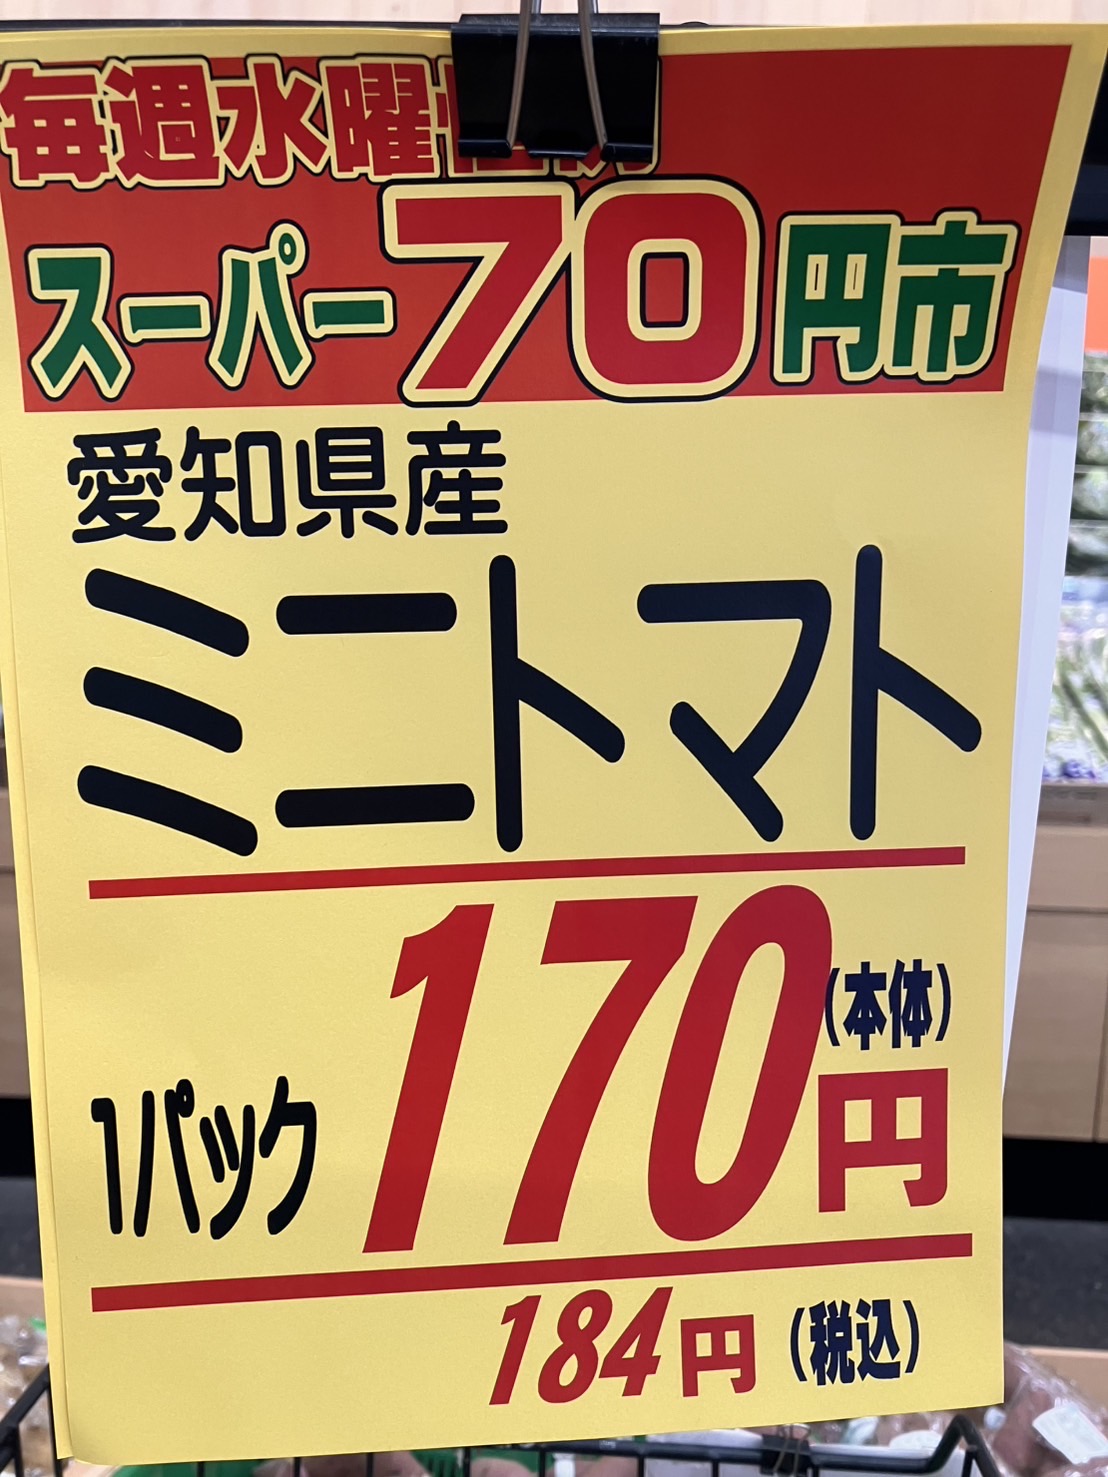 毎週水曜
スーパー70円市
愛知県産
ミニトマト
1パック 170円 (本体)
184円 (税込)